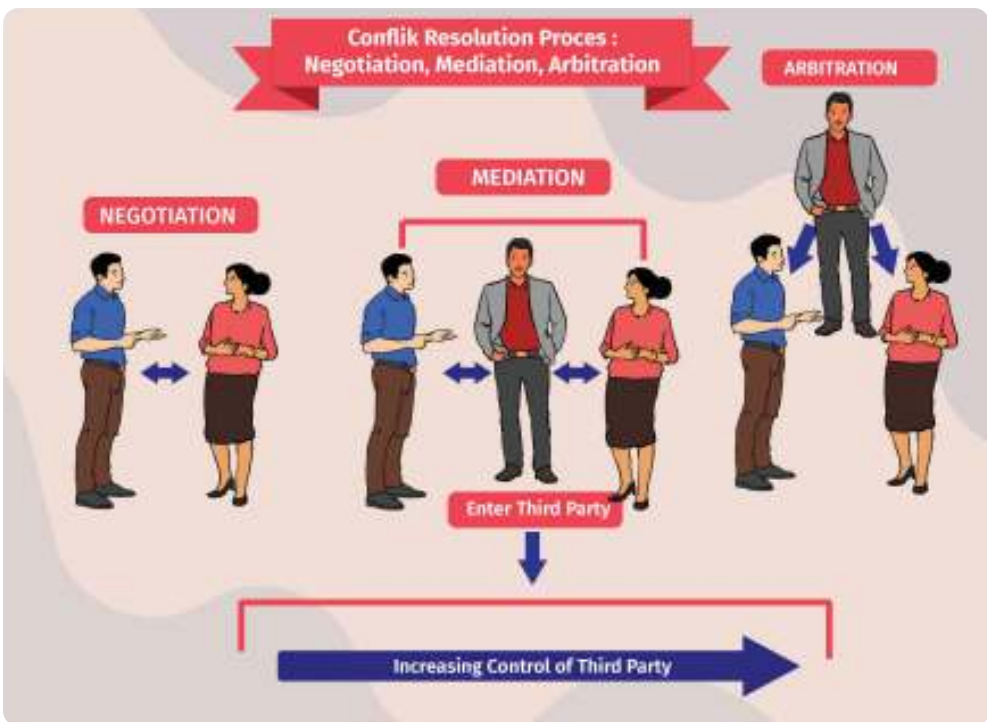 Conflik Resolution Proces :
Negotiation, Mediation, Arbitration
ARBITRATION
MEDIATION
NEGOTIATION
Enter Third Party
Increasing Control of Third Party